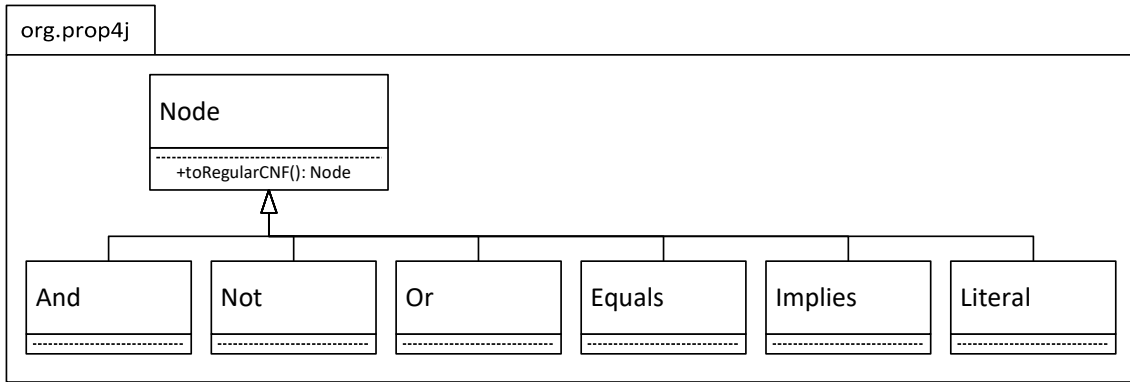 org.prop4j
Node
+toRegularCNF(): Node
And
Not
Or
Equals
Implies
Literal